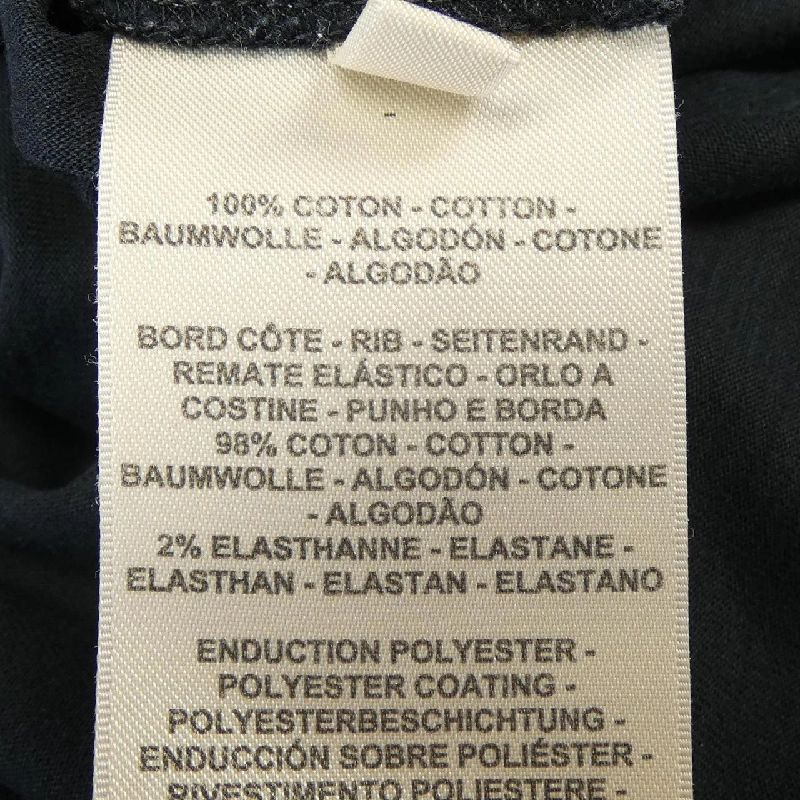 100% COTON - COTTON -
BAUMWOLLE - ALGODÓN - COTONE
- ALGODÃO
BORD CÔTE - RIB - SEITENRAND -
REMATE ELÁSTICO - ORLO A
COSTINE - PUNHO E BORDA
98% COTON - COTTON -
BAUMWOLLE - ALGODÓN - COTONE
- ALGODÃO
2% ELASTHANNE - ELASTANE -
ELASTHAN - ELASTAN - ELASTANO
ENDUCTION POLYESTER -
POLYESTER COATING -
POLYESTERBESCHICHTUNG -
ENDUCCIÓN SOBRE POLIÉSTER -
RIVESTIMENTO POLIESTERE -